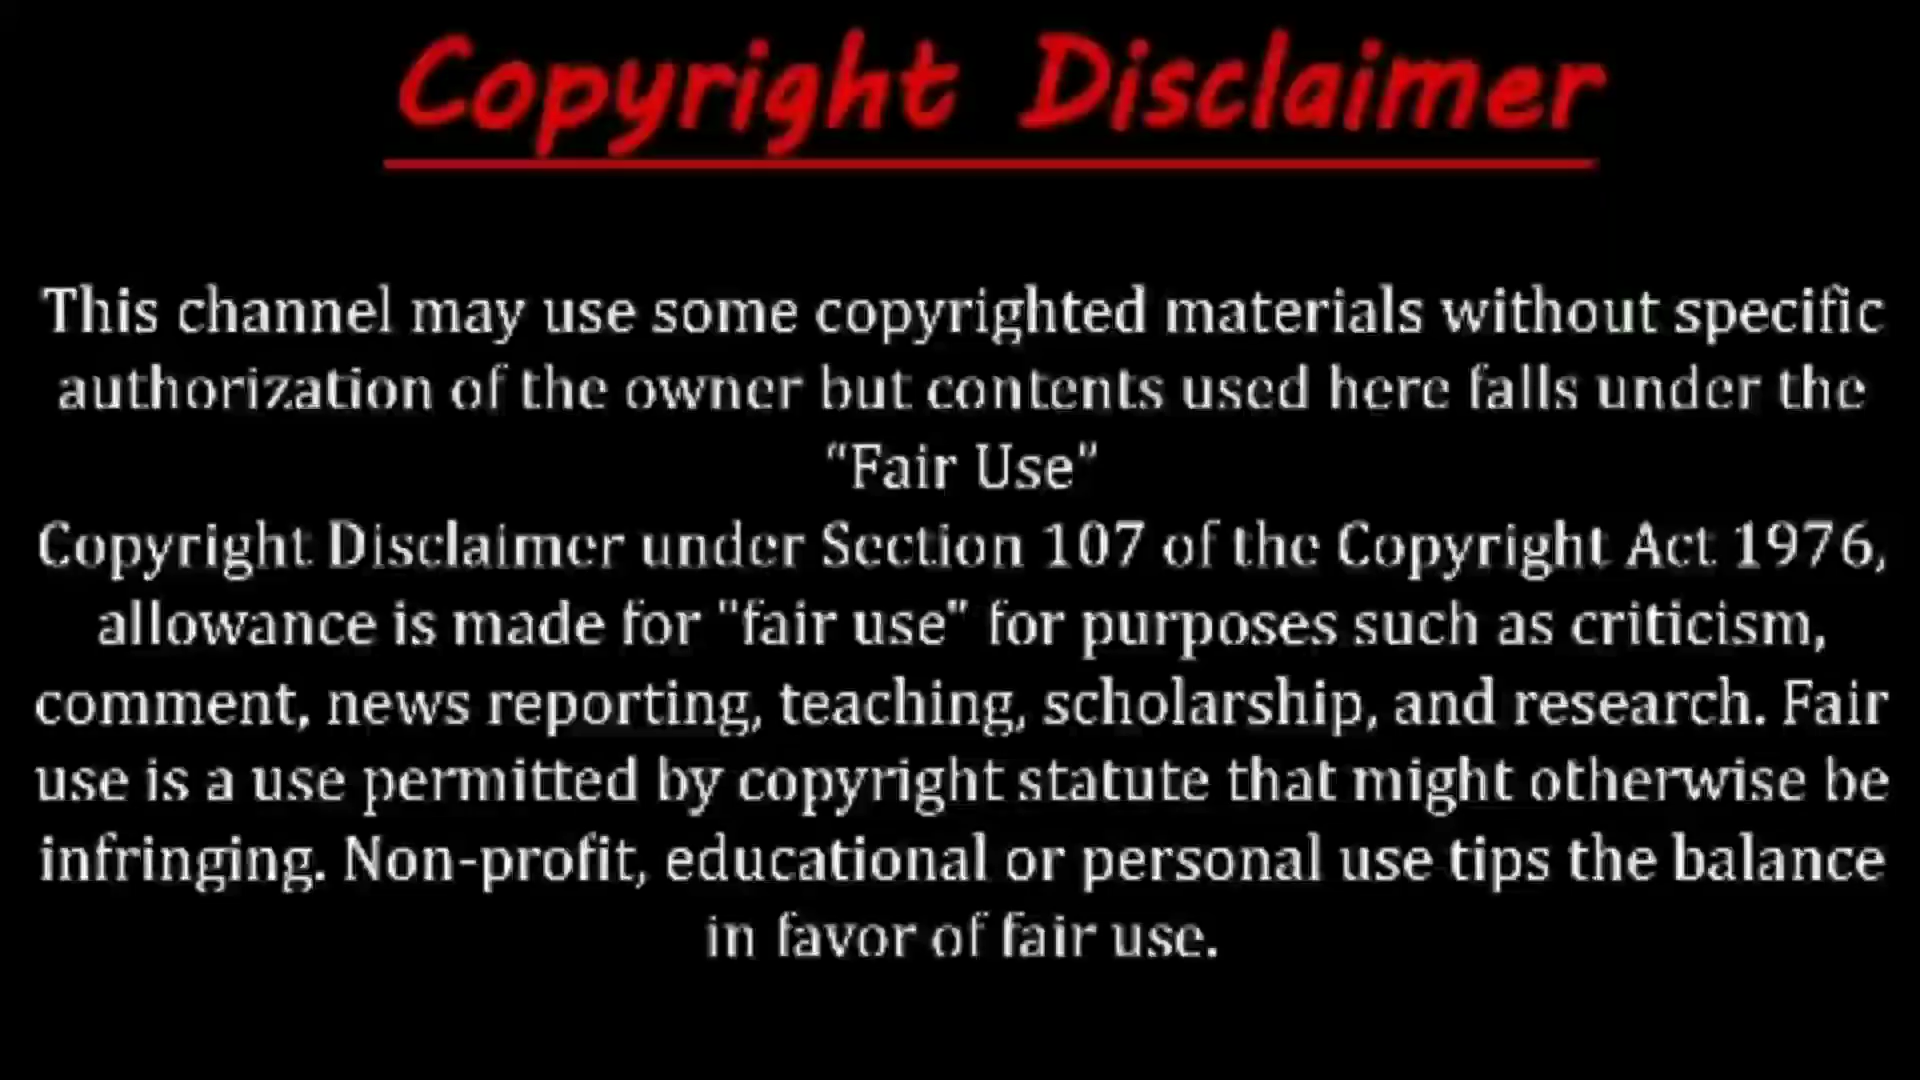 Copyright Disclaimer
This channel may use some copyrighted materials without specific
authorization of the owner but contents used here falls under the
“Fair Use”
Copyright Disclaimer under Section 107 of the Copyright Act 1976,
allowance is made for "fair use" for purposes such as criticism,
comment, news reporting, teaching, scholarship, and research. Fair
use is a use permitted by copyright statute that might otherwise be
infringing. Non-profit, educational or personal use tips the balance
in favor of fair use.